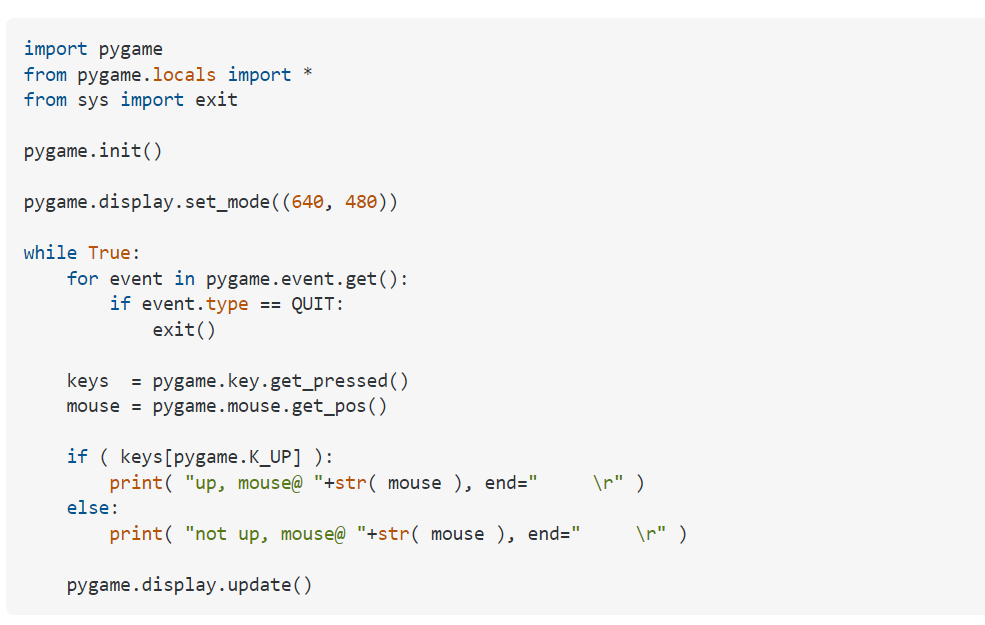 import pygame
from pygame.locals import *
from sys import exit

pygame.init()

pygame.display.set_mode((640, 480))

while True:
    for event in pygame.event.get():
        if event.type == QUIT:
            exit()

    keys  = pygame.key.get_pressed()
    mouse = pygame.mouse.get_pos()

    if ( keys[pygame.K_UP] ):
        print( "up, mouse@ "+str( mouse ), end="     \r" )
    else:
        print( "not up, mouse@ "+str( mouse ), end="     \r" )

    pygame.display.update()